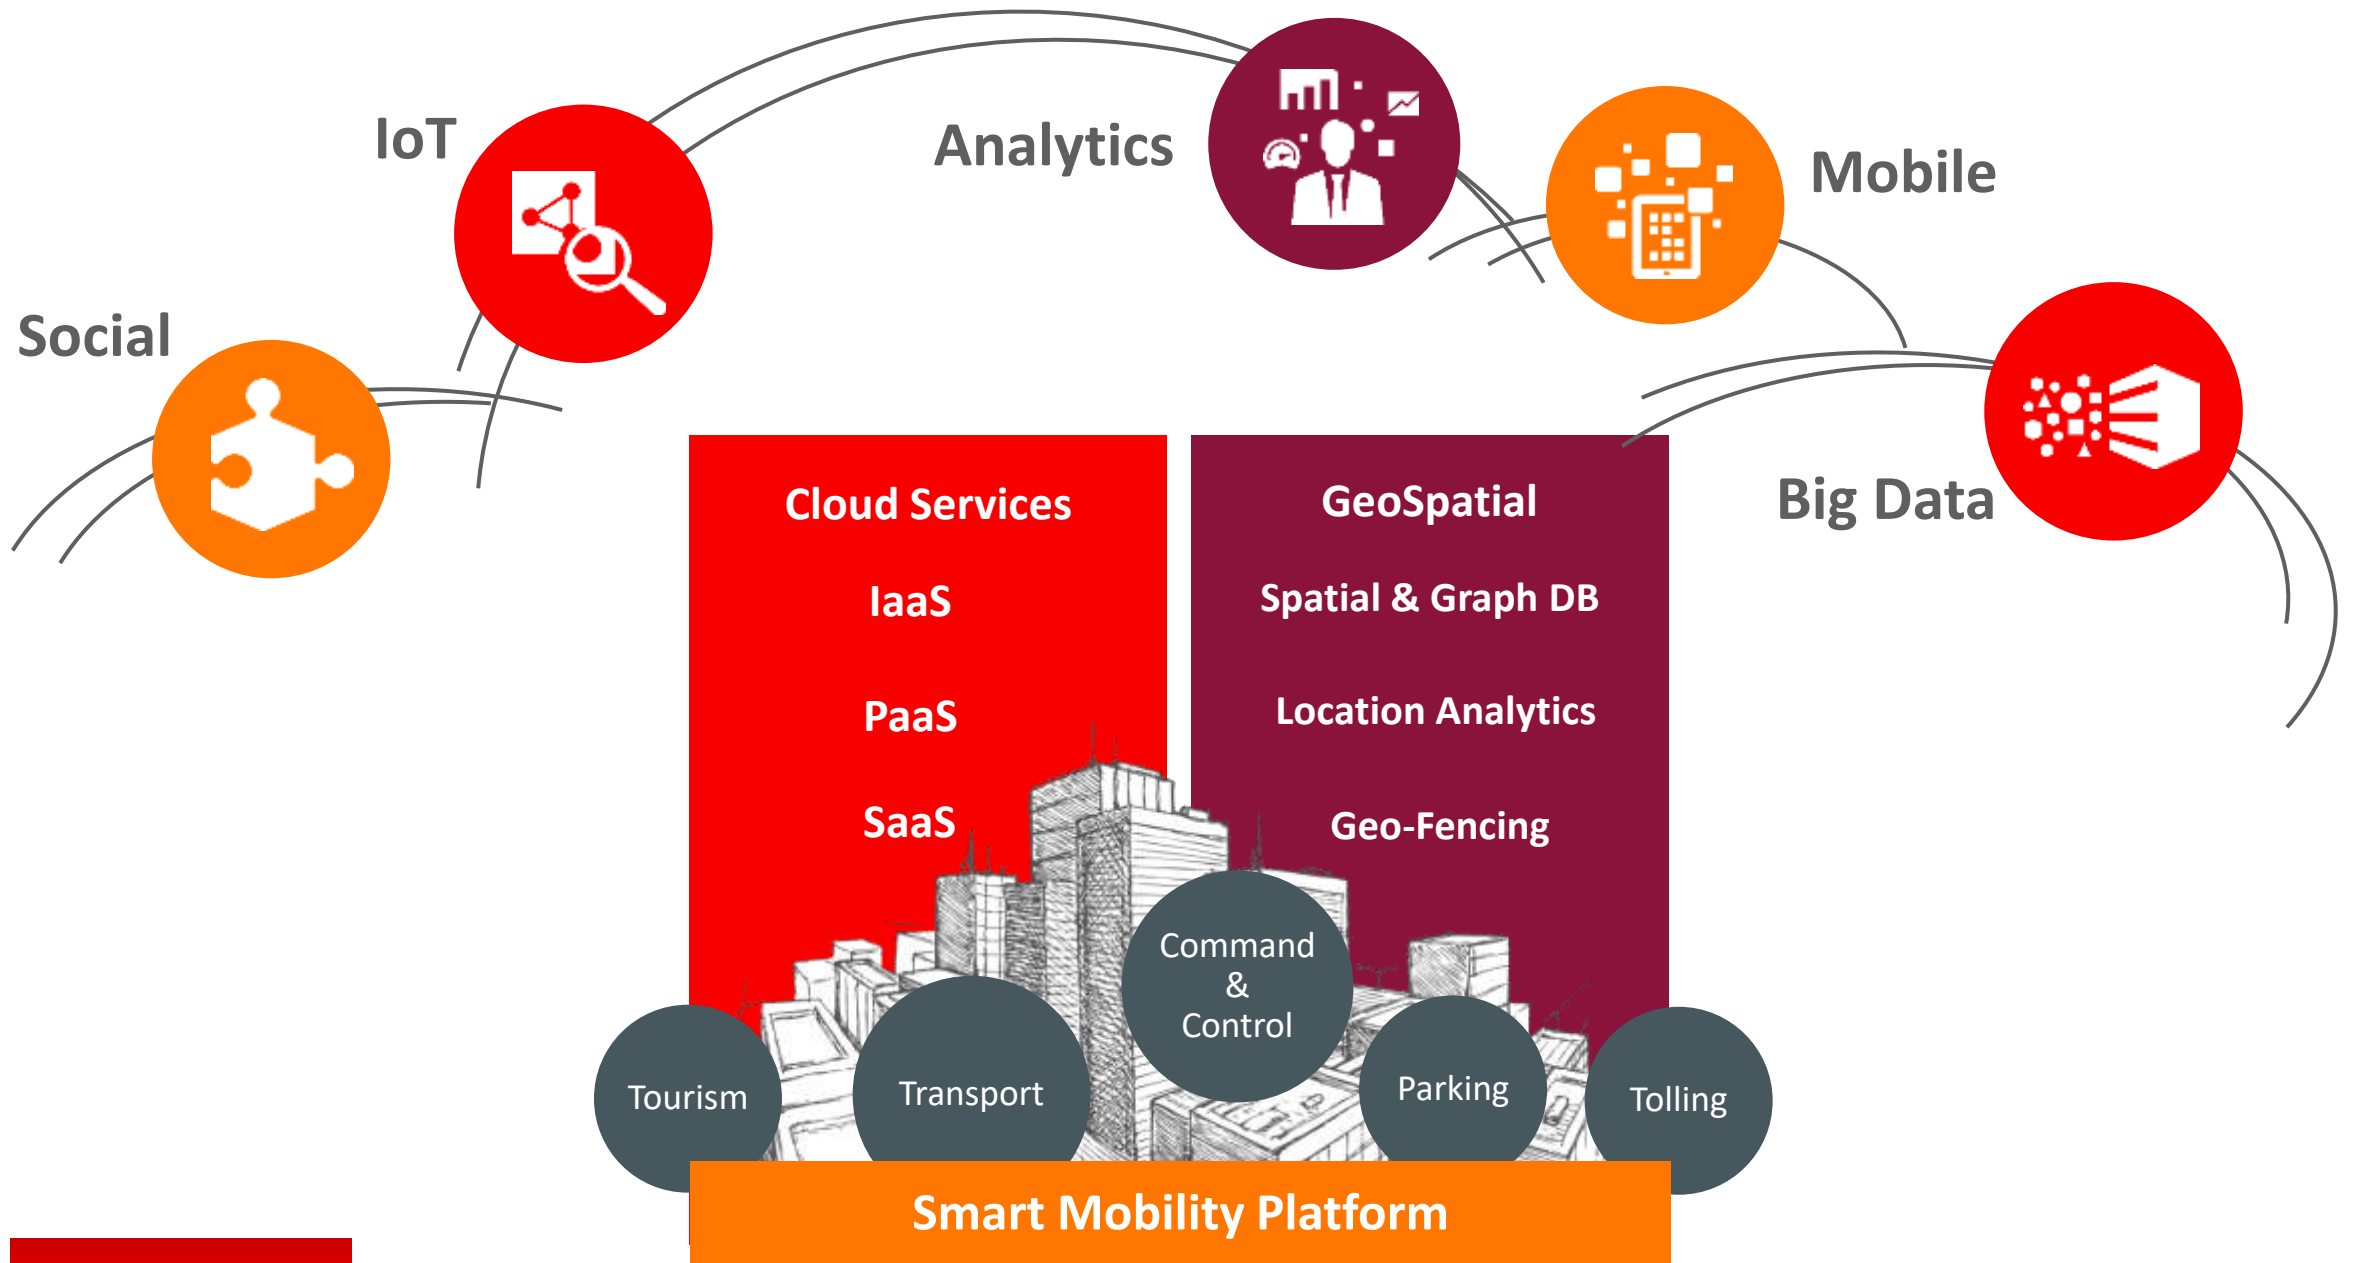 IoT
Analytics
Mobile
Social
Big Data
Cloud Services
IaaS
PaaS
SaaS
GeoSpatial
Spatial & Graph DB
Location Analytics
Geo-Fencing
Command
&
Control
Tourism
Transport
Parking
Tolling
Smart Mobility Platform